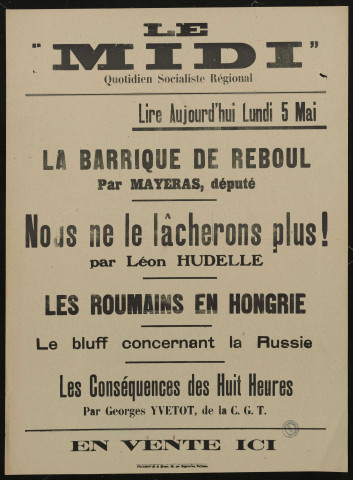 LE
"MIDI"
Quotidien Socialiste Régional
Lire Aujourd'hui Lundi 5 Mai
LA BARRIQUE DE REBOUL
Par MAYERAS, député
Nous ne le lâcherons plus!
par Léon HUDELLE
LES ROUMAINS EN HONGRIE
Le bluff concernant la Russie
Les Conséquences des Huit Heures
Par Georges YVETOT, de la C. G. T.
EN VENTE ICI